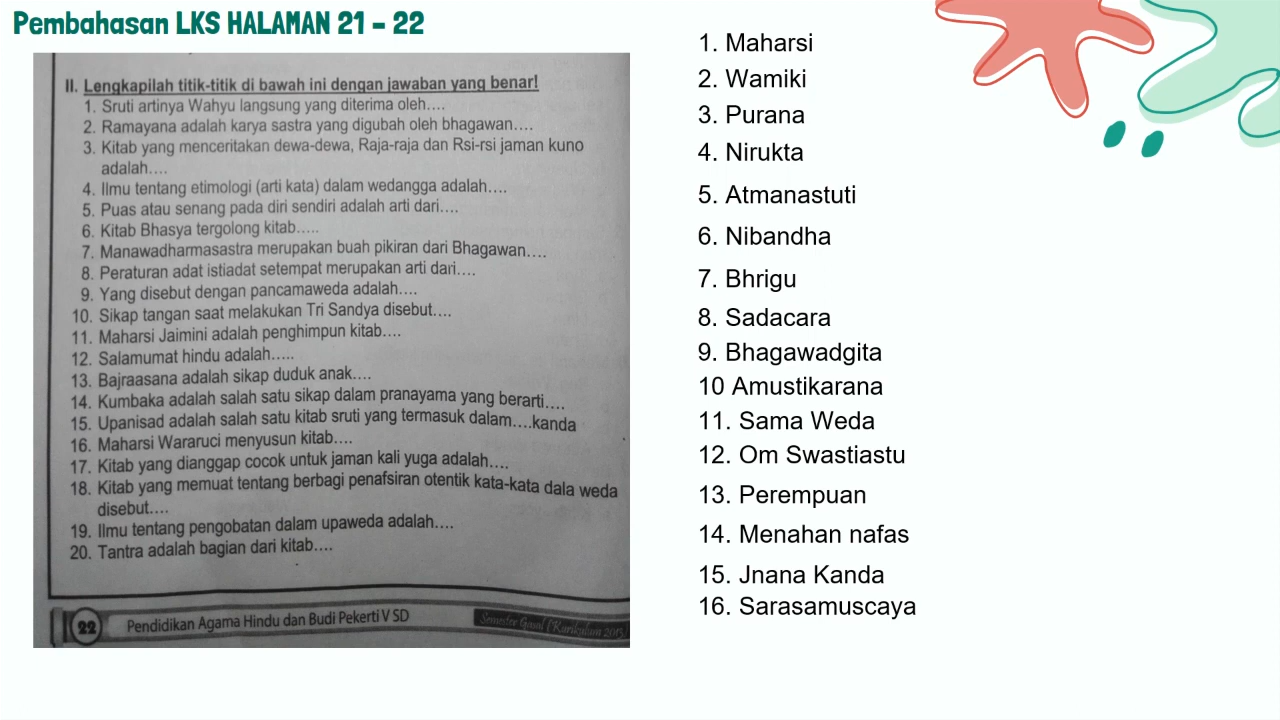 Pembahasan LKS HALAMAN 21 - 22
II. Lengkapilah titik-titik di bawah ini dengan jawaban yang benar!
1. Sruti artinya Wahyu langsung yang diterima oleh....
2. Ramayana adalah karya sastra yang digubah oleh bhagawan....
3. Kitab yang menceritakan dewa-dewa, Raja-raja dan Rsi-rsi jaman kuno
adalah....
4. Ilmu tentang etimologi (arti kata) dalam wedangga adalah....
5. Puas atau senang pada diri sendiri adalah arti dari....
6. Kitab Bhasya tergolong kitab.....
7. Manawadharmasastra merupakan buah pikiran dari Bhagawan....
8. Peraturan adat istiadat setempat merupakan arti dari....
9. Yang disebut dengan pancamaweda adalah....
10. Sikap tangan saat melakukan Tri Sandya disebut....
11. Maharsi Jaimini adalah penghimpun kitab....
12. Salamumat hindu adalah.....
13. Bajraasana adalah sikap duduk anak....
14. Kumbaka adalah salah satu sikap dalam pranayama yang berarti....
15. Upanisad adalah salah satu kitab sruti yang termasuk dalam....kanda
16. Maharsi Wararuci menyusun kitab....
17. Kitab yang dianggap cocok untuk jaman kali yuga adalah....
18. Kitab yang memuat tentang berbagi penafsiran otentik kata-kata dala weda
disebut....
19. Ilmu tentang pengobatan dalam upaweda adalah....
20. Tantra adalah bagian dari kitab....
22 Pendidikan Agama Hindu dan Budi Pekerti V SD
Semester Gasal (Kurikulum 2013)
1. Maharsi
2. Wamiki
3. Purana
4. Nirukta
5. Atmanastuti
6. Nibandha
7. Bhrigu
8. Sadacara
9. Bhagawadgita
10 Amustikarana
11. Sama Weda
12. Om Swastiastu
13. Perempuan
14. Menahan nafas
15. Jnana Kanda
16. Sarasamuscaya